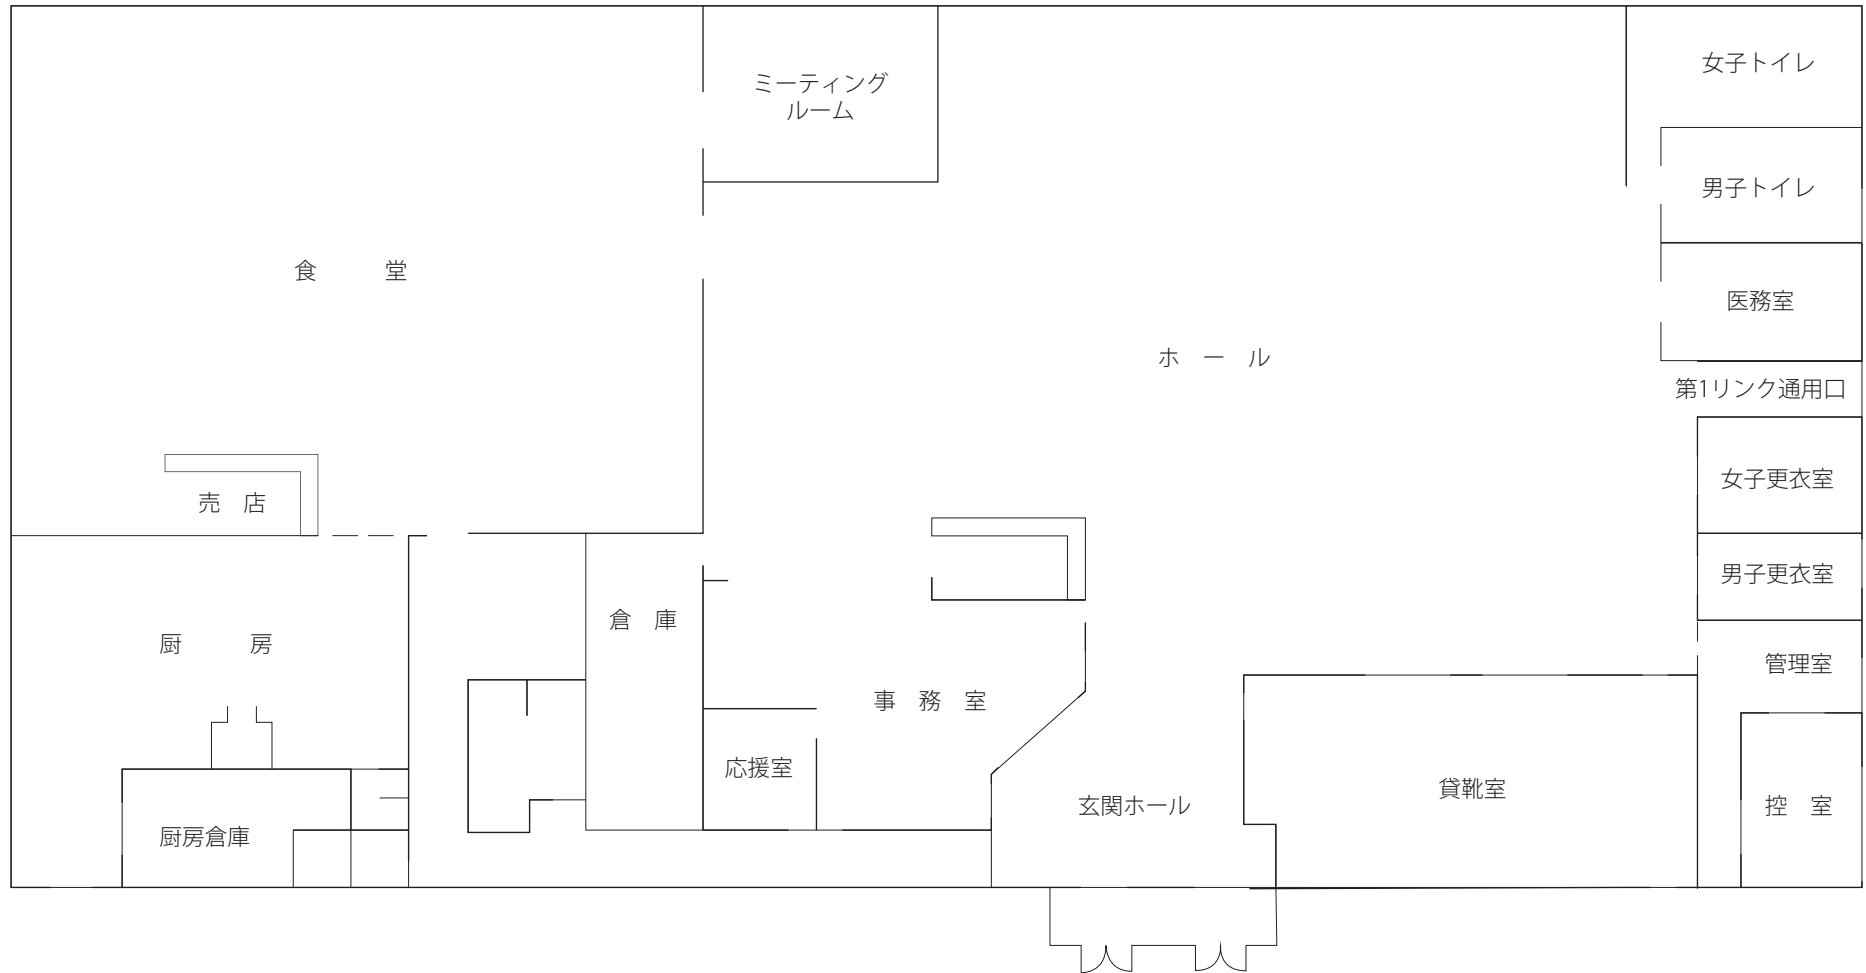 女子トイレ
ミーティング
ルーム
男子トイレ
食　堂
医務室
ホ　ー　ル
第1リンク通用口
女子更衣室
売　店
男子更衣室
倉　庫
厨　房
管理室
事　務　室
応援室
貸靴室
玄関ホール
控　室
厨房倉庫